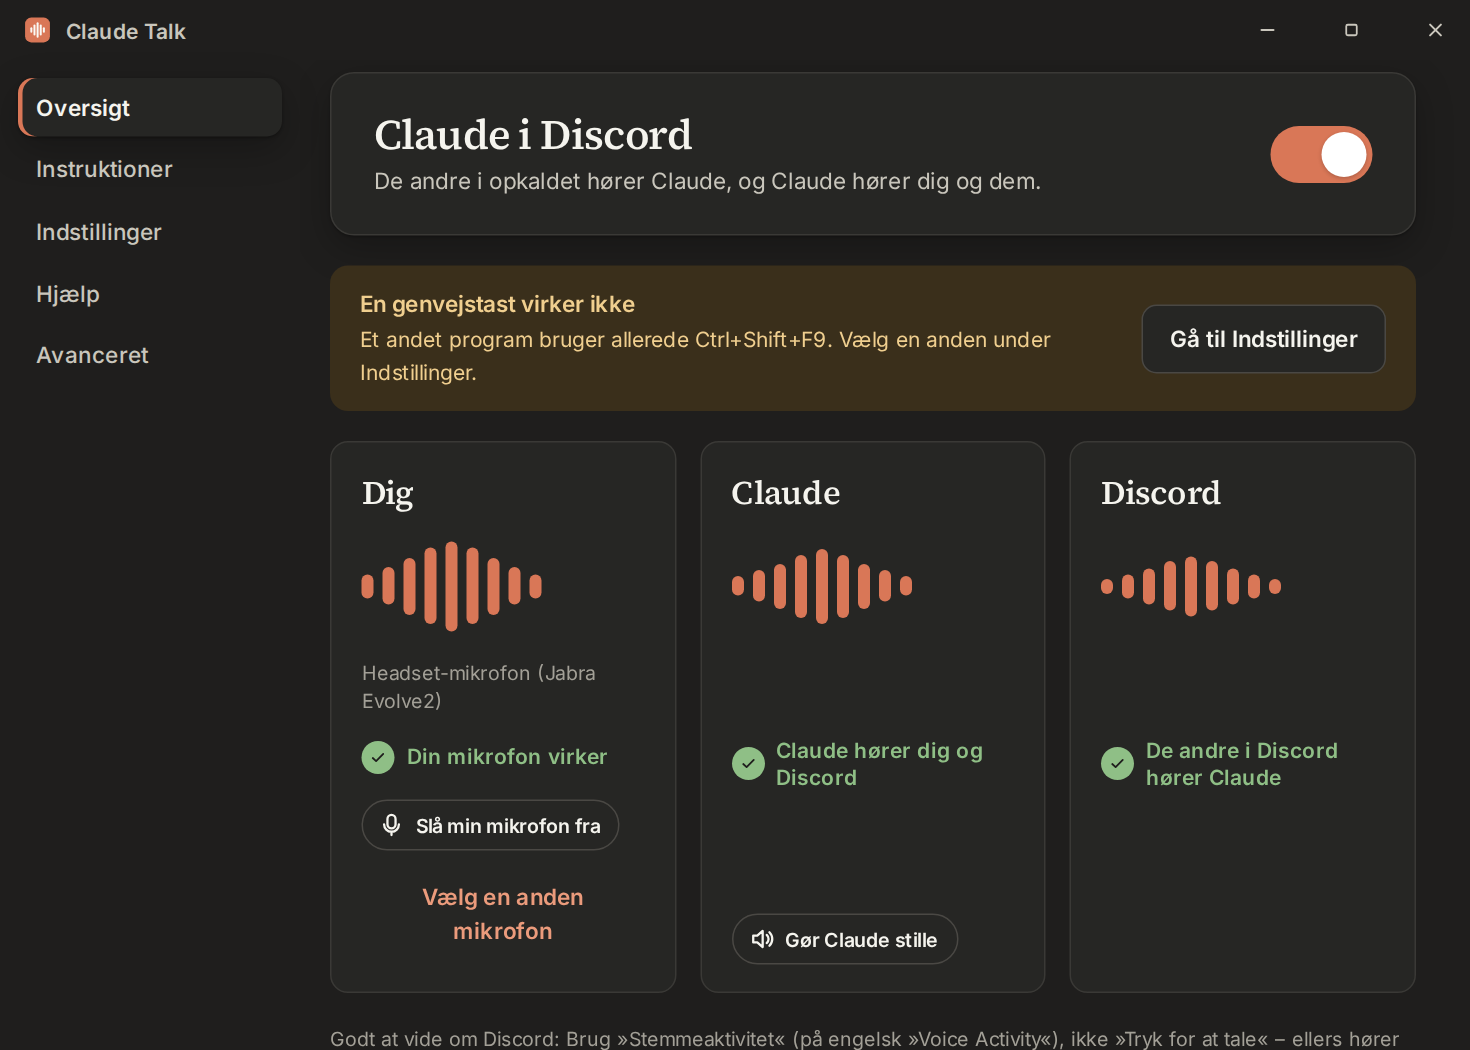 Claude Talk
Oversigt
Instruktioner
Indstillinger
Hjælp
Avanceret
Claude i Discord
De andre i opkaldet hører Claude, og Claude hører dig og dem.
En genvejstast virker ikke
Et andet program bruger allerede Ctrl+Shift+F9. Vælg en anden under
Indstillinger.
Gå til Indstillinger
Dig
Headset-mikrofon (Jabra
Evolve2)
Din mikrofon virker
Slå min mikrofon fra
Vælg en anden
mikrofon
Claude
Claude hører dig og
Discord
Gør Claude stille
Discord
De andre i Discord
hører Claude
Godt at vide om Discord: Brug »Stemmeaktivitet« (på engelsk »Voice Activity«), ikke »Tryk for at tale« – ellers hører